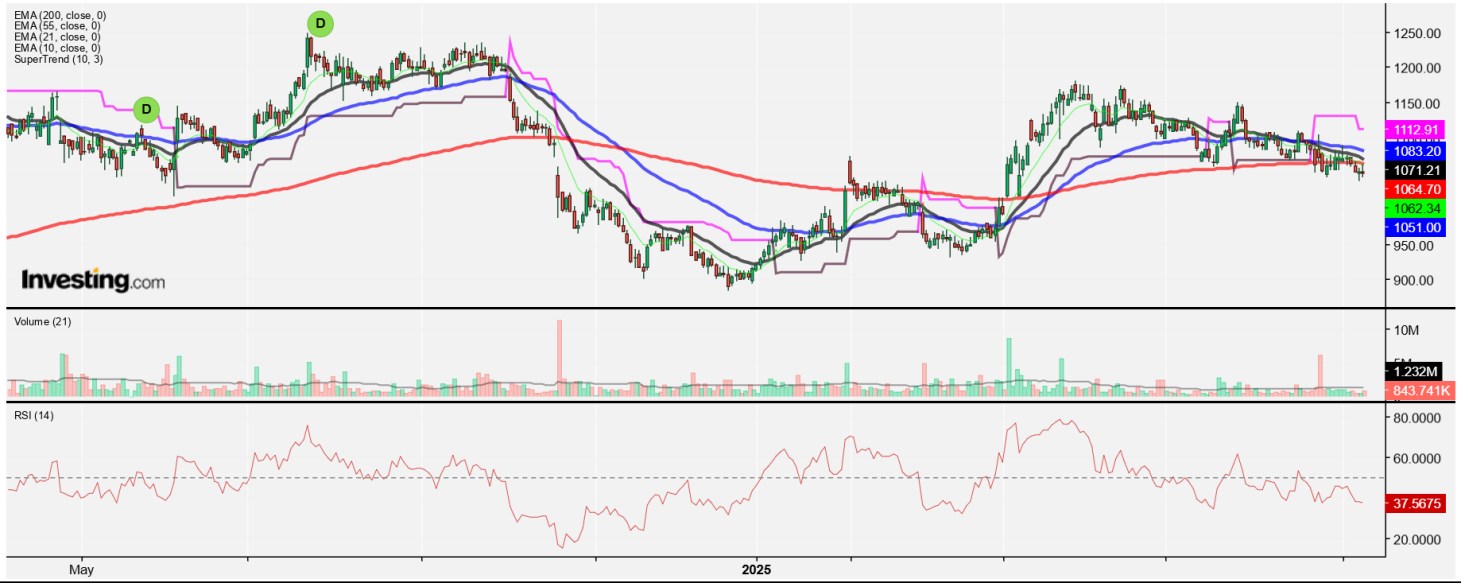 EMA (200, close, 0)
EMA (55, close, 0)
EMA (21, close, 0)
EMA (10, close, 0)
SuperTrend (10, 3)
D
D
1250.00
1200.00
1150.00
1112.91
1083.20
1071.21
1064.70
1062.34
1051.00
950.00
900.00
Investing.com
Volume (21)
10M
5M
1.232M
843.741K
RSI (14)
80.0000
60.0000
37.5675
20.0000
May
2025